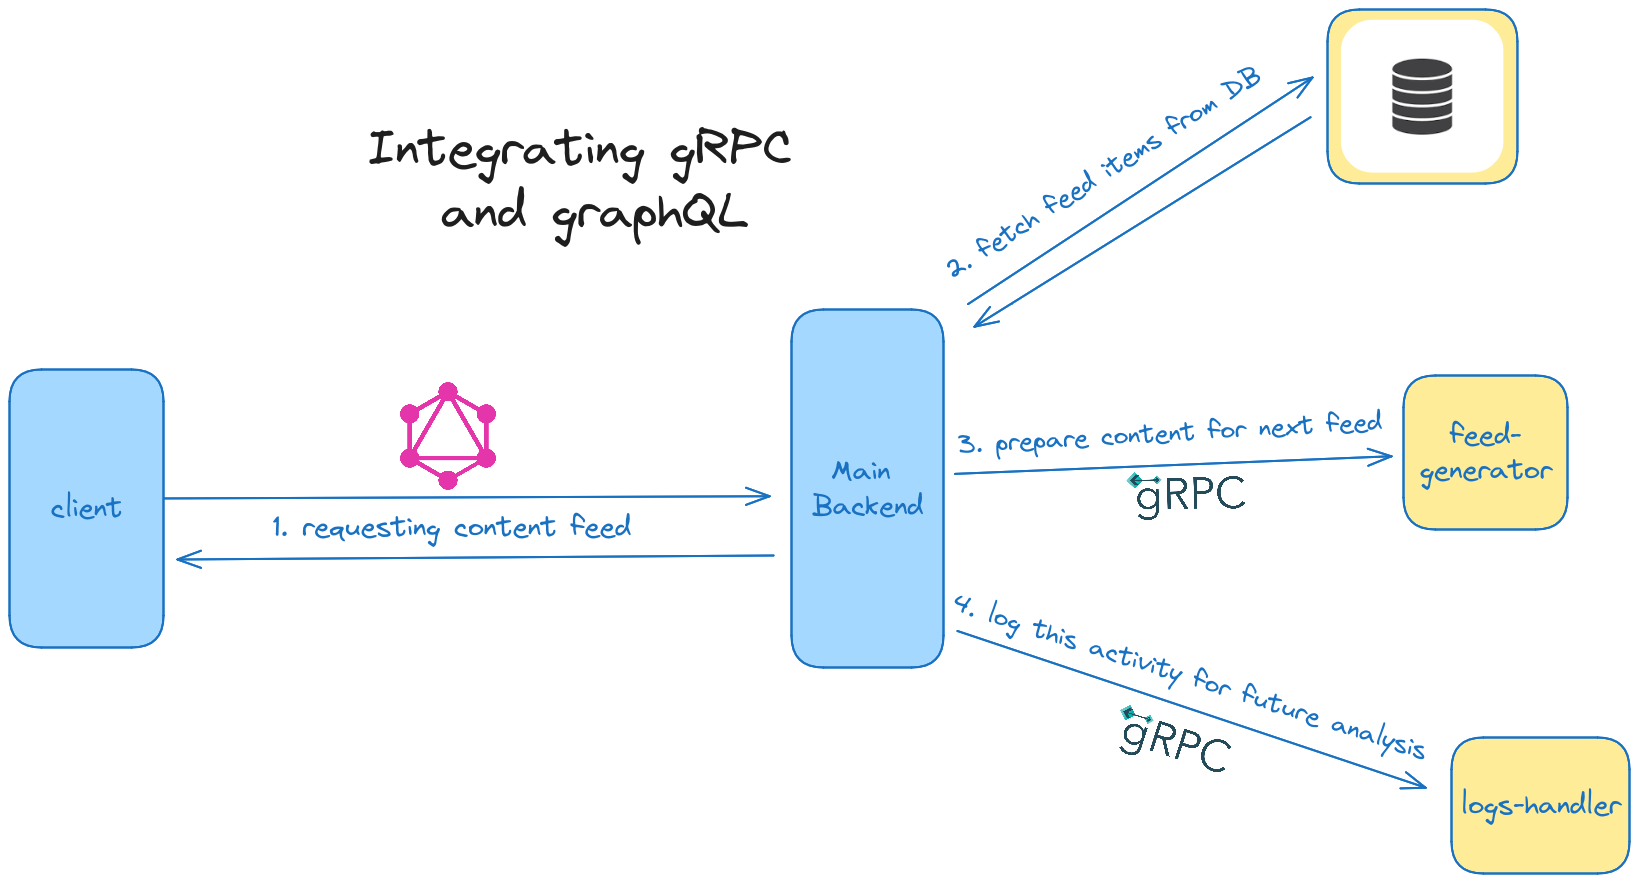 Integrating gRPC
and graphQL
2. fetch feed items from DB
client
1. requesting content feed
Main
Backend
3. prepare content for next feed
gRPC
feed-
generator
4. log this activity for future analysis
gRPC
logs-handler